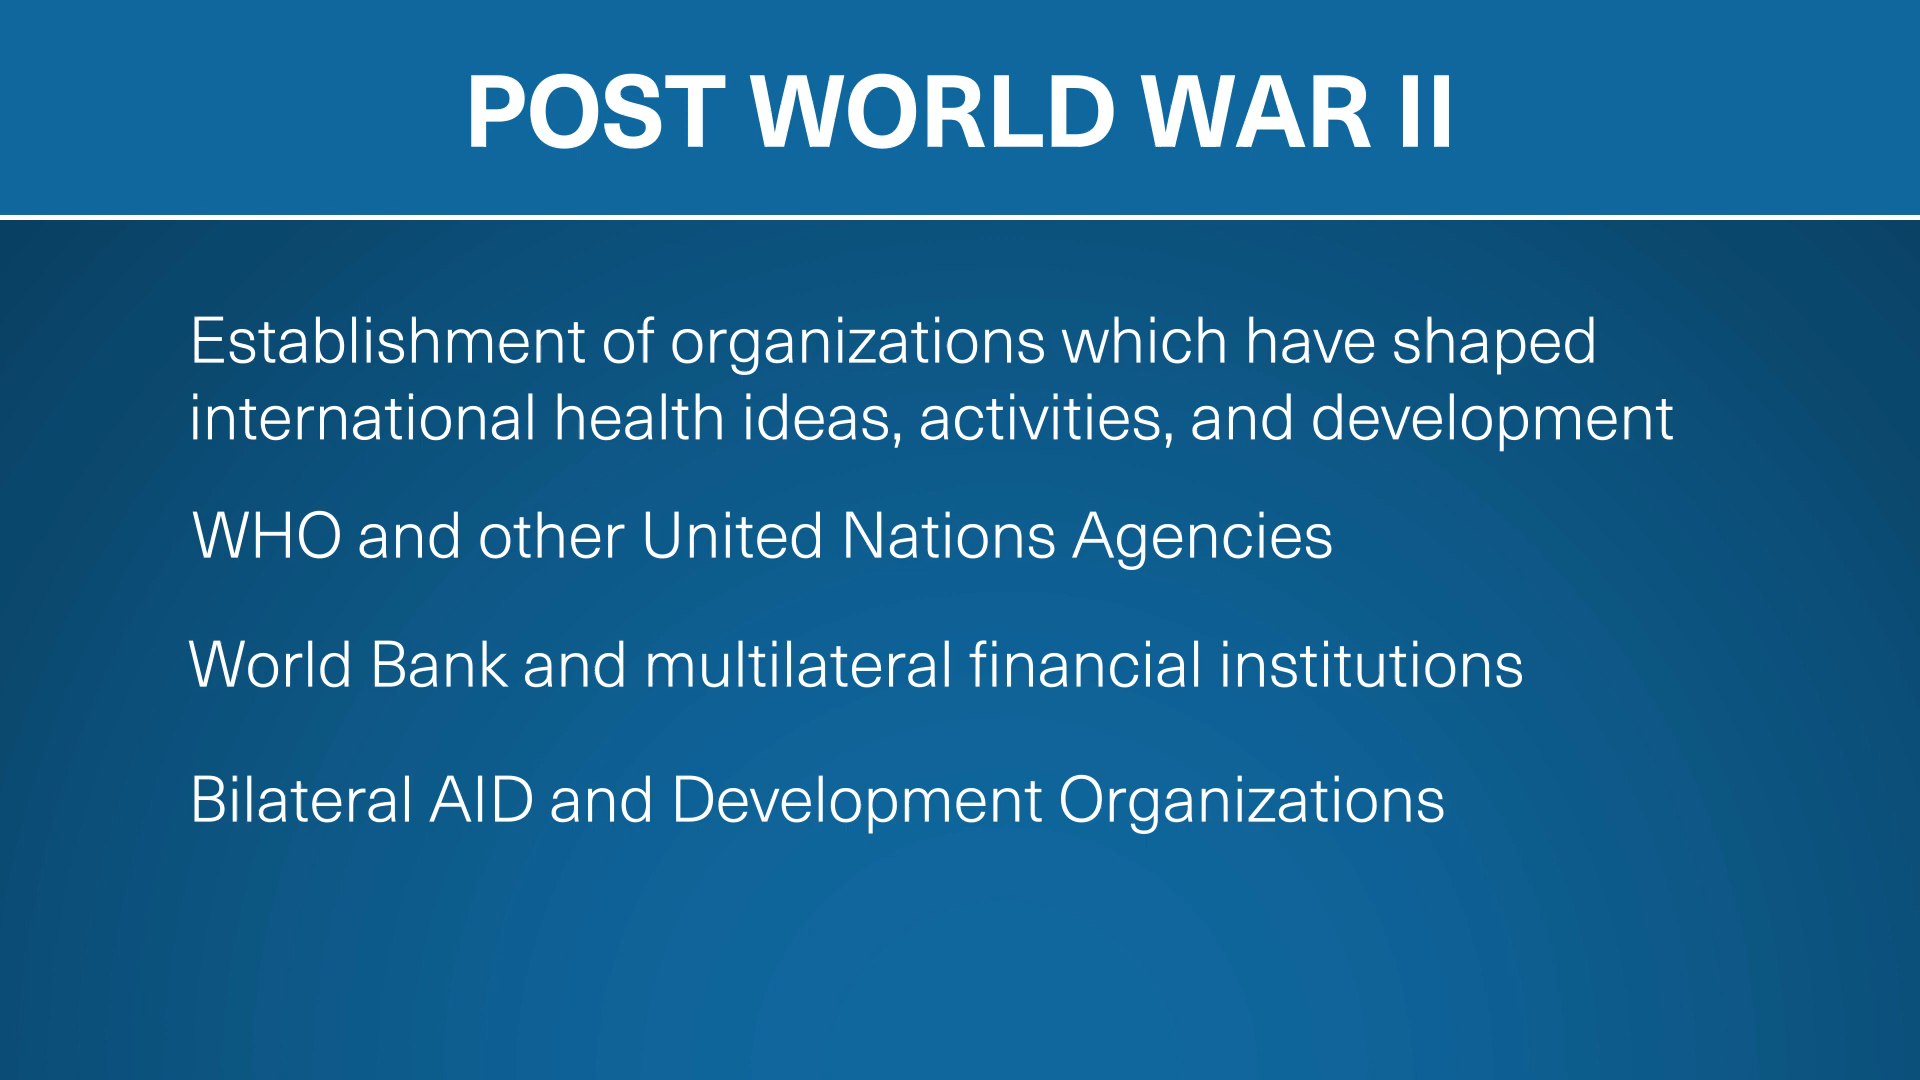 POST WORLD WAR II
Establishment of organizations which have shaped
international health ideas, activities, and development
WHO and other United Nations Agencies
World Bank and multilateral financial institutions
Bilateral AID and Development Organizations